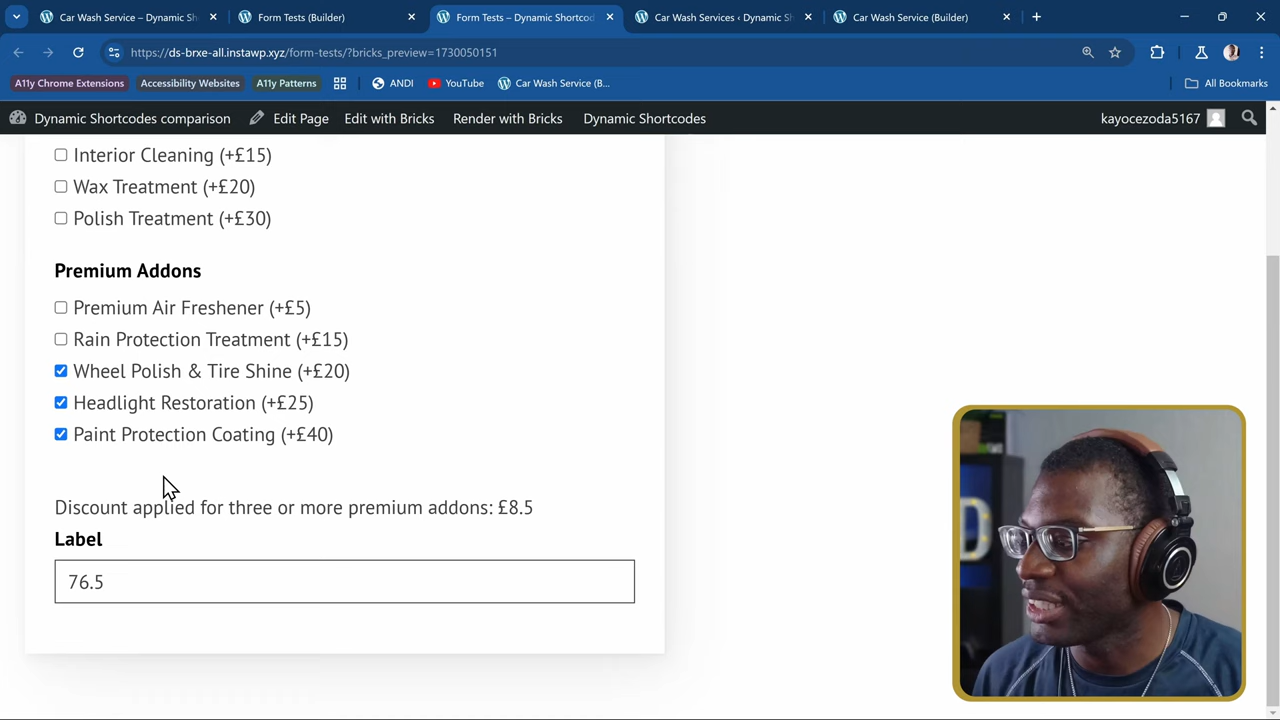 Car Wash Service – Dynamic Sh
Form Tests (Builder)
Form Tests – Dynamic Shortcod
Car Wash Services ‹ Dynamic Sh
Car Wash Service (Builder)
https://ds-brxe-all.instawp.xyz/form-tests/?bricks_preview=1730050151
A11y Chrome Extensions
Accessibility Websites
A11y Patterns
ANDI
YouTube
Car Wash Service (B...
All Bookmarks
Dynamic Shortcodes comparison
Edit Page
Edit with Bricks
Render with Bricks
Dynamic Shortcodes
kayocezoda5167
Interior Cleaning (+£15)
Wax Treatment (+£20)
Polish Treatment (+£30)
Premium Addons
Premium Air Freshener (+£5)
Rain Protection Treatment (+£15)
Wheel Polish & Tire Shine (+£20)
Headlight Restoration (+£25)
Paint Protection Coating (+£40)
Discount applied for three or more premium addons: £8.5
Label
76.5